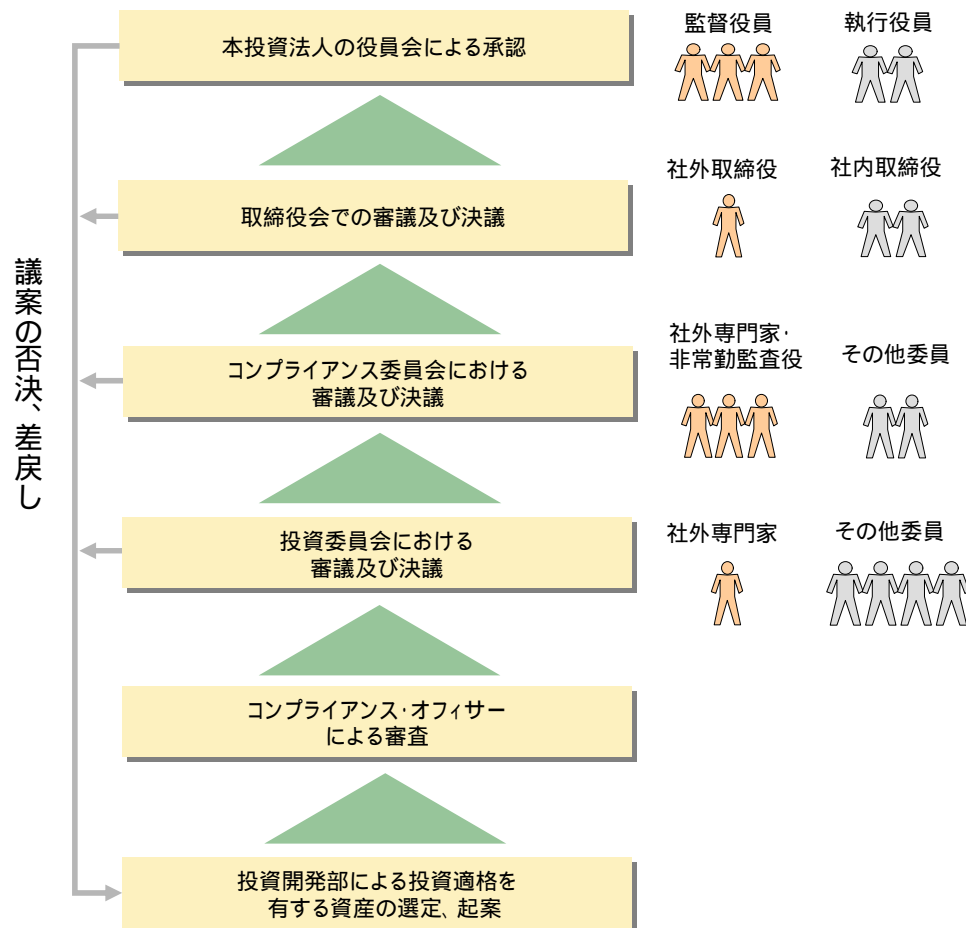 本投資法人の役員会による承認
監督役員
執行役員
取締役会での審議及び決議
社外取締役
社内取締役
コンプライアンス委員会における
審議及び決議
社外専門家・
非常勤監査役
その他委員
投資委員会における
審議及び決議
社外専門家
その他委員
コンプライアンス・オフィサー
による審査
投資開発部による投資適格を
有する資産の選定、起案
議案の否決、差戻し